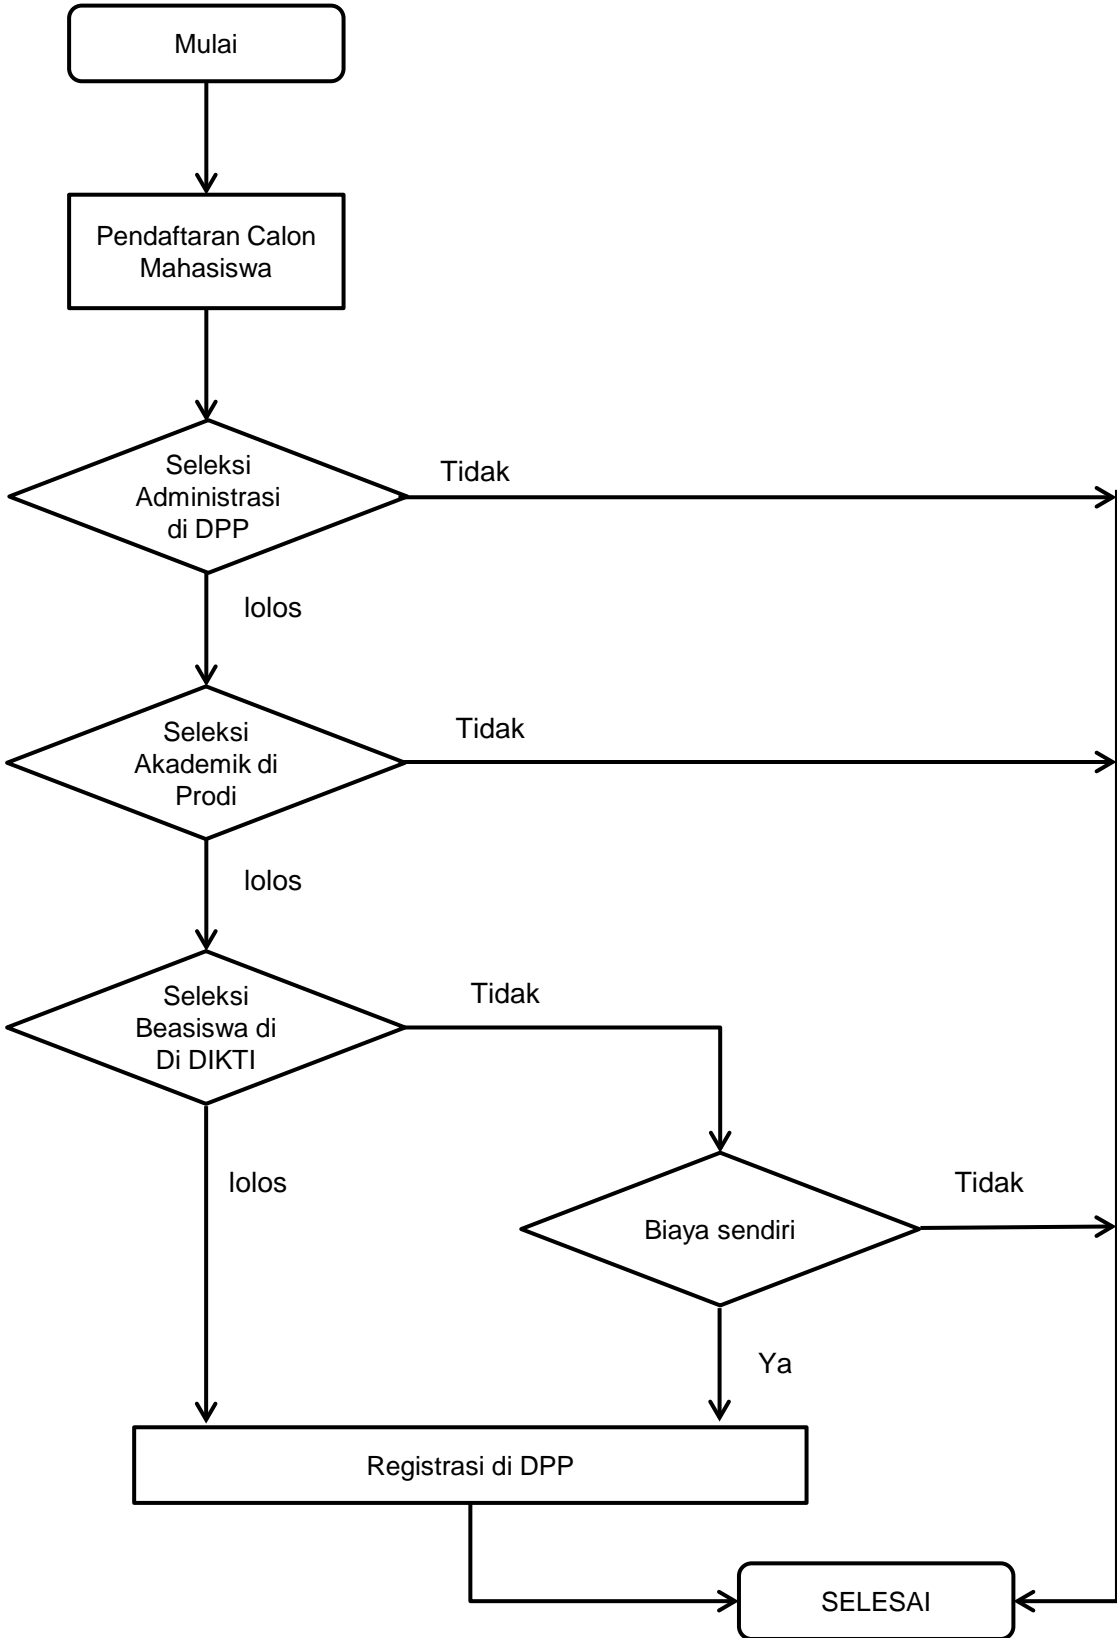 Mulai
Pendaftaran Calon
Mahasiswa
Seleksi
Administrasi
di DPP
Tidak
lolos
Seleksi
Akademik di
Prodi
Tidak
lolos
Seleksi
Beasiswa di
Di DIKTI
Tidak
lolos
Biaya sendiri
Tidak
Ya
Registrasi di DPP
SELESAI